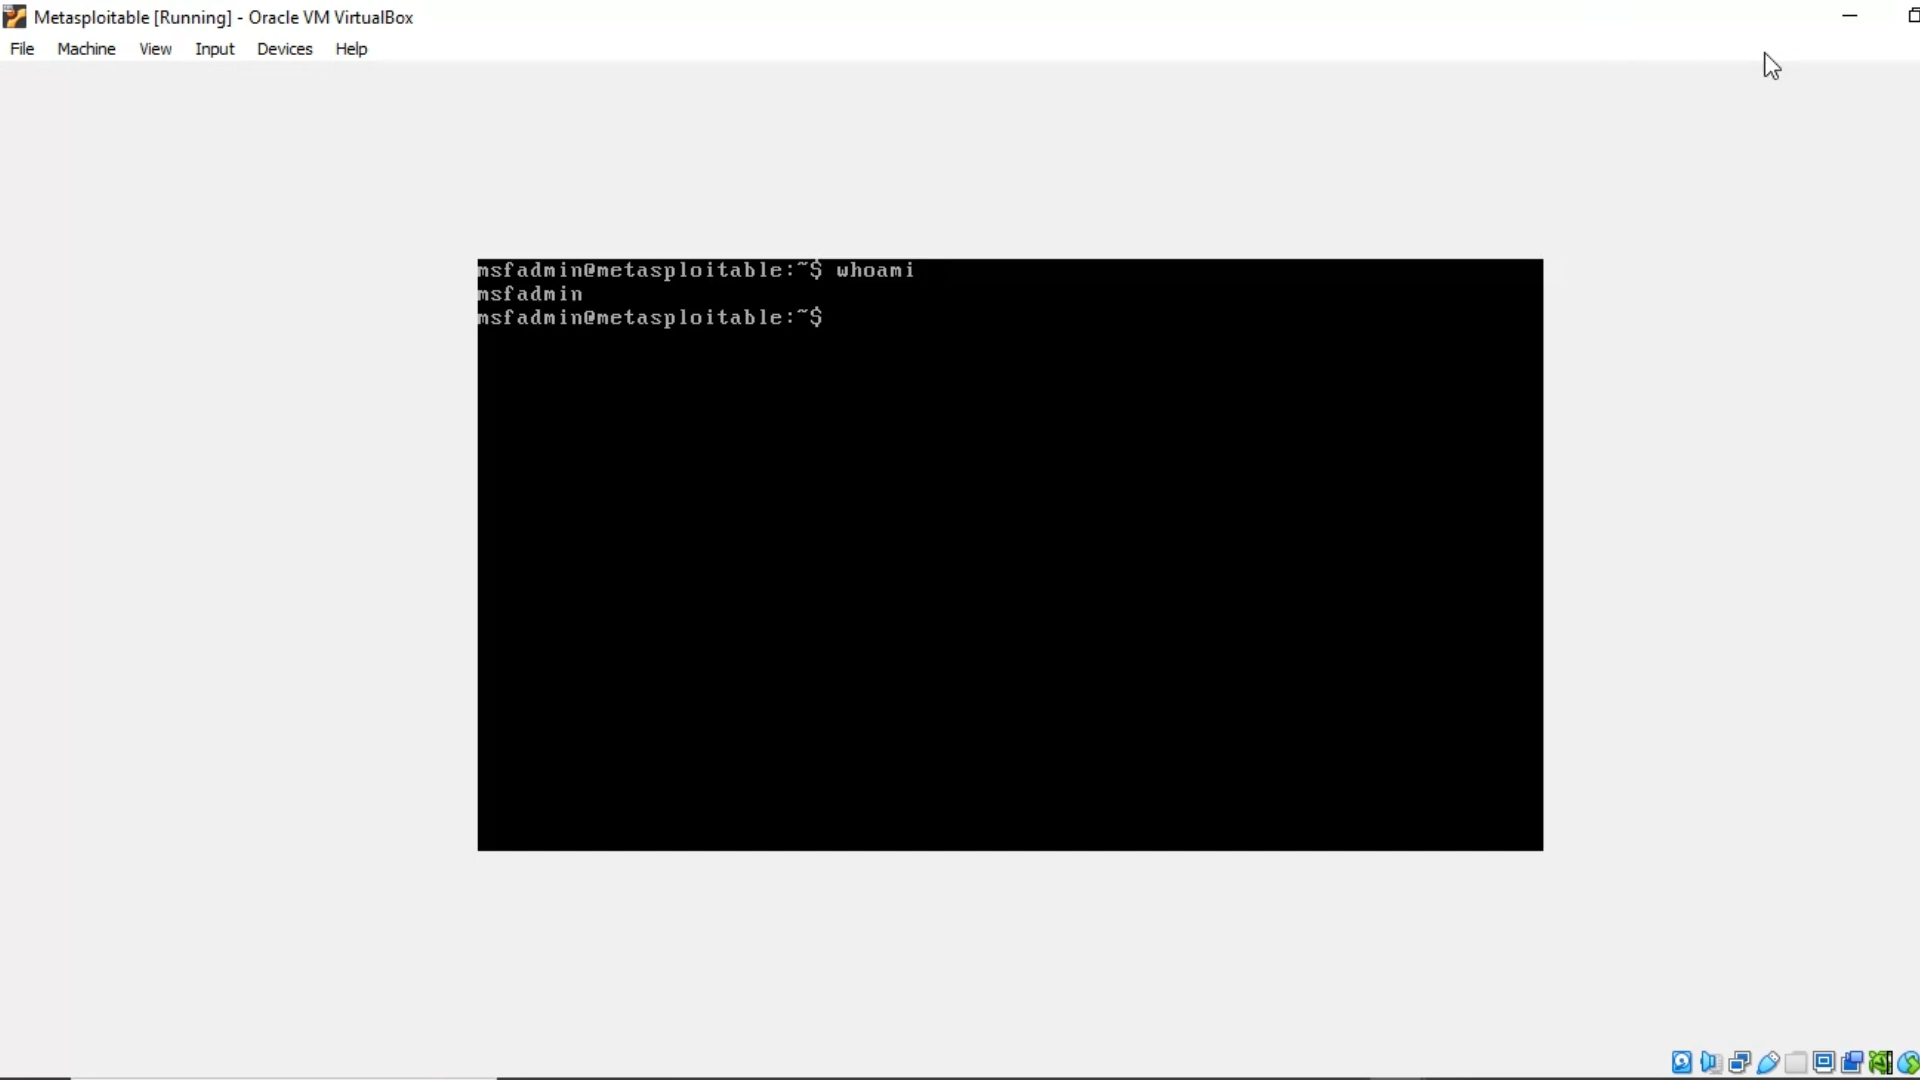 Metasploitable [Running] - Oracle VM VirtualBox
File Machine View Input Devices Help
msfadmin@metasploitable:~$ whoami
msfadmin
msfadmin@metasploitable:~$